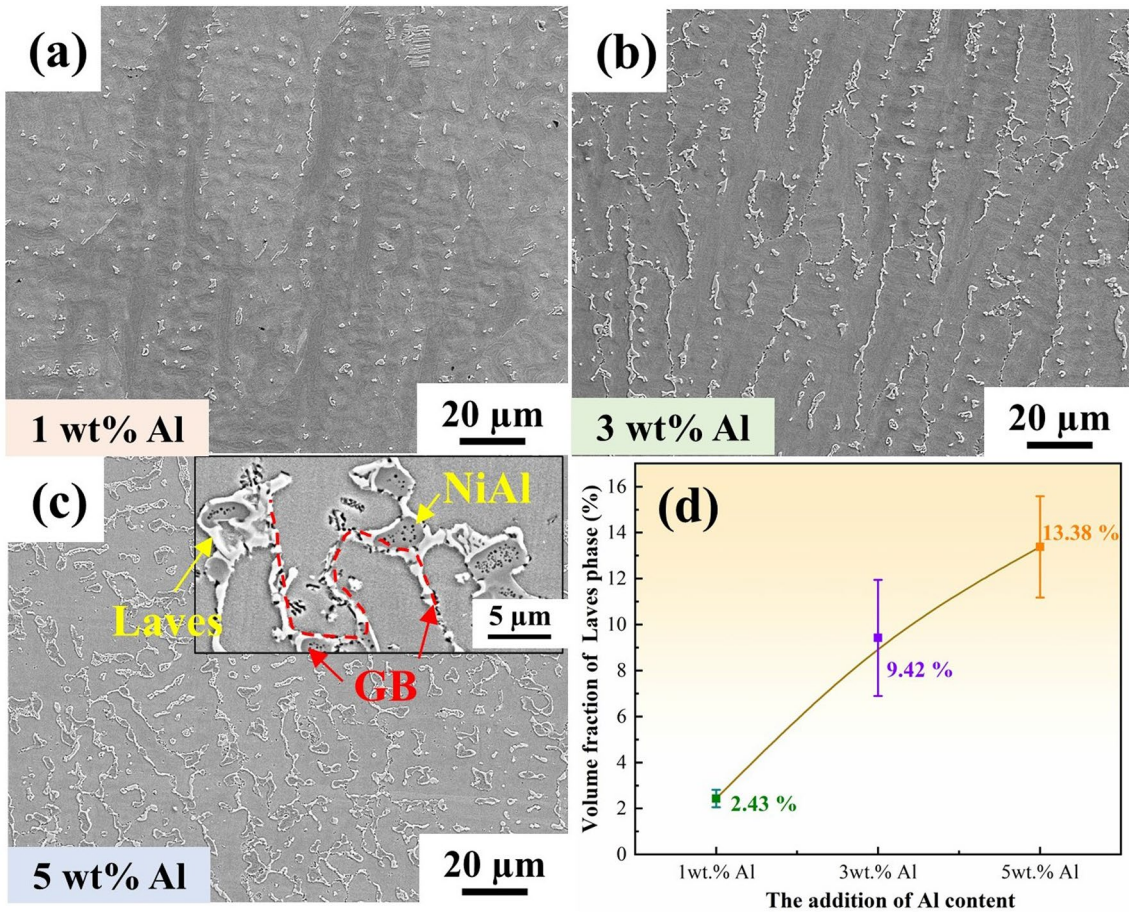 (a)
1 wt% Al
20 μm
(b)
3 wt% Al
20 μm
(c)
NiAl
Laves
5 μm
GB
5 wt% Al
20 μm
(d)
Volume fraction of Laves phase (%)
16
14
12
10
8
6
4
2
0
13.38 %
9.42 %
2.43 %
1wt.% Al
3wt.% Al
5wt.% Al
The addition of Al content